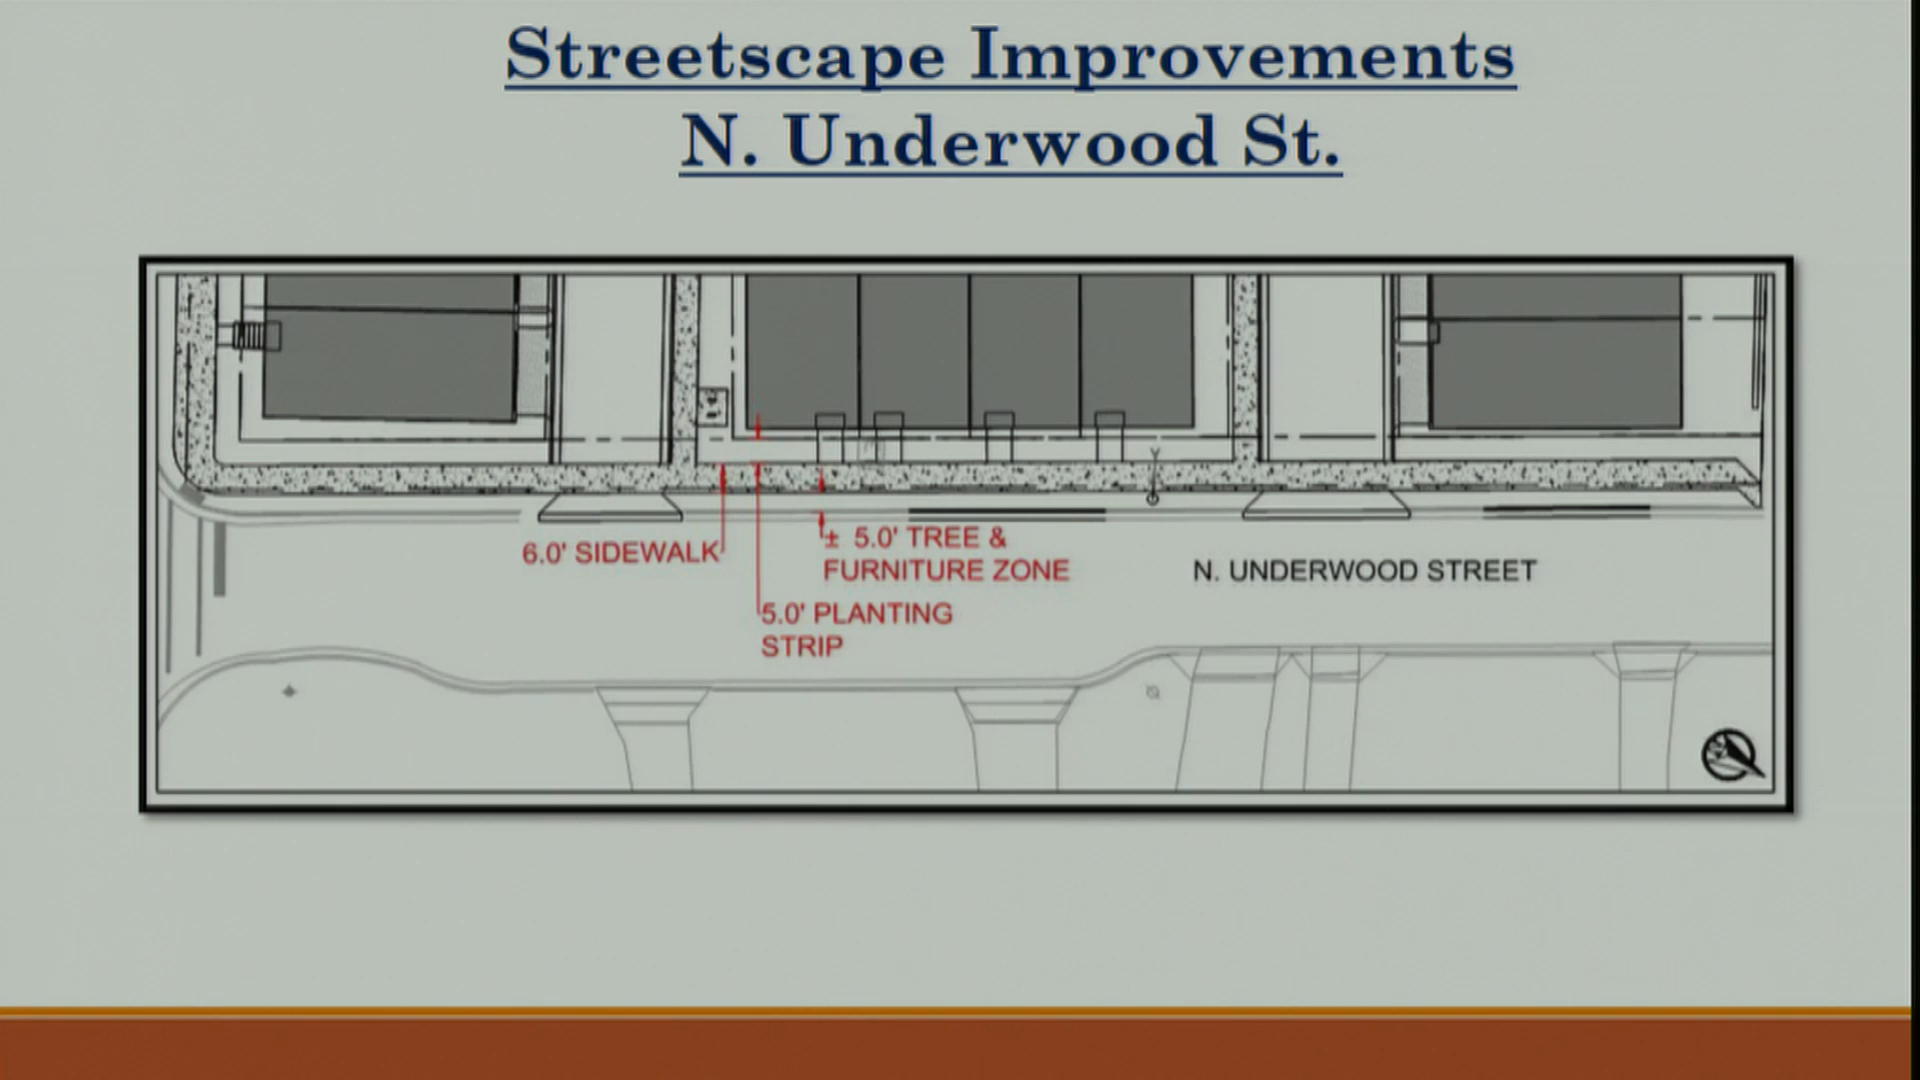 Streetscape Improvements
N. Underwood St.
6.0' SIDEWALK
± 5.0' TREE &
FURNITURE ZONE
5.0' PLANTING
STRIP
N. UNDERWOOD STREET